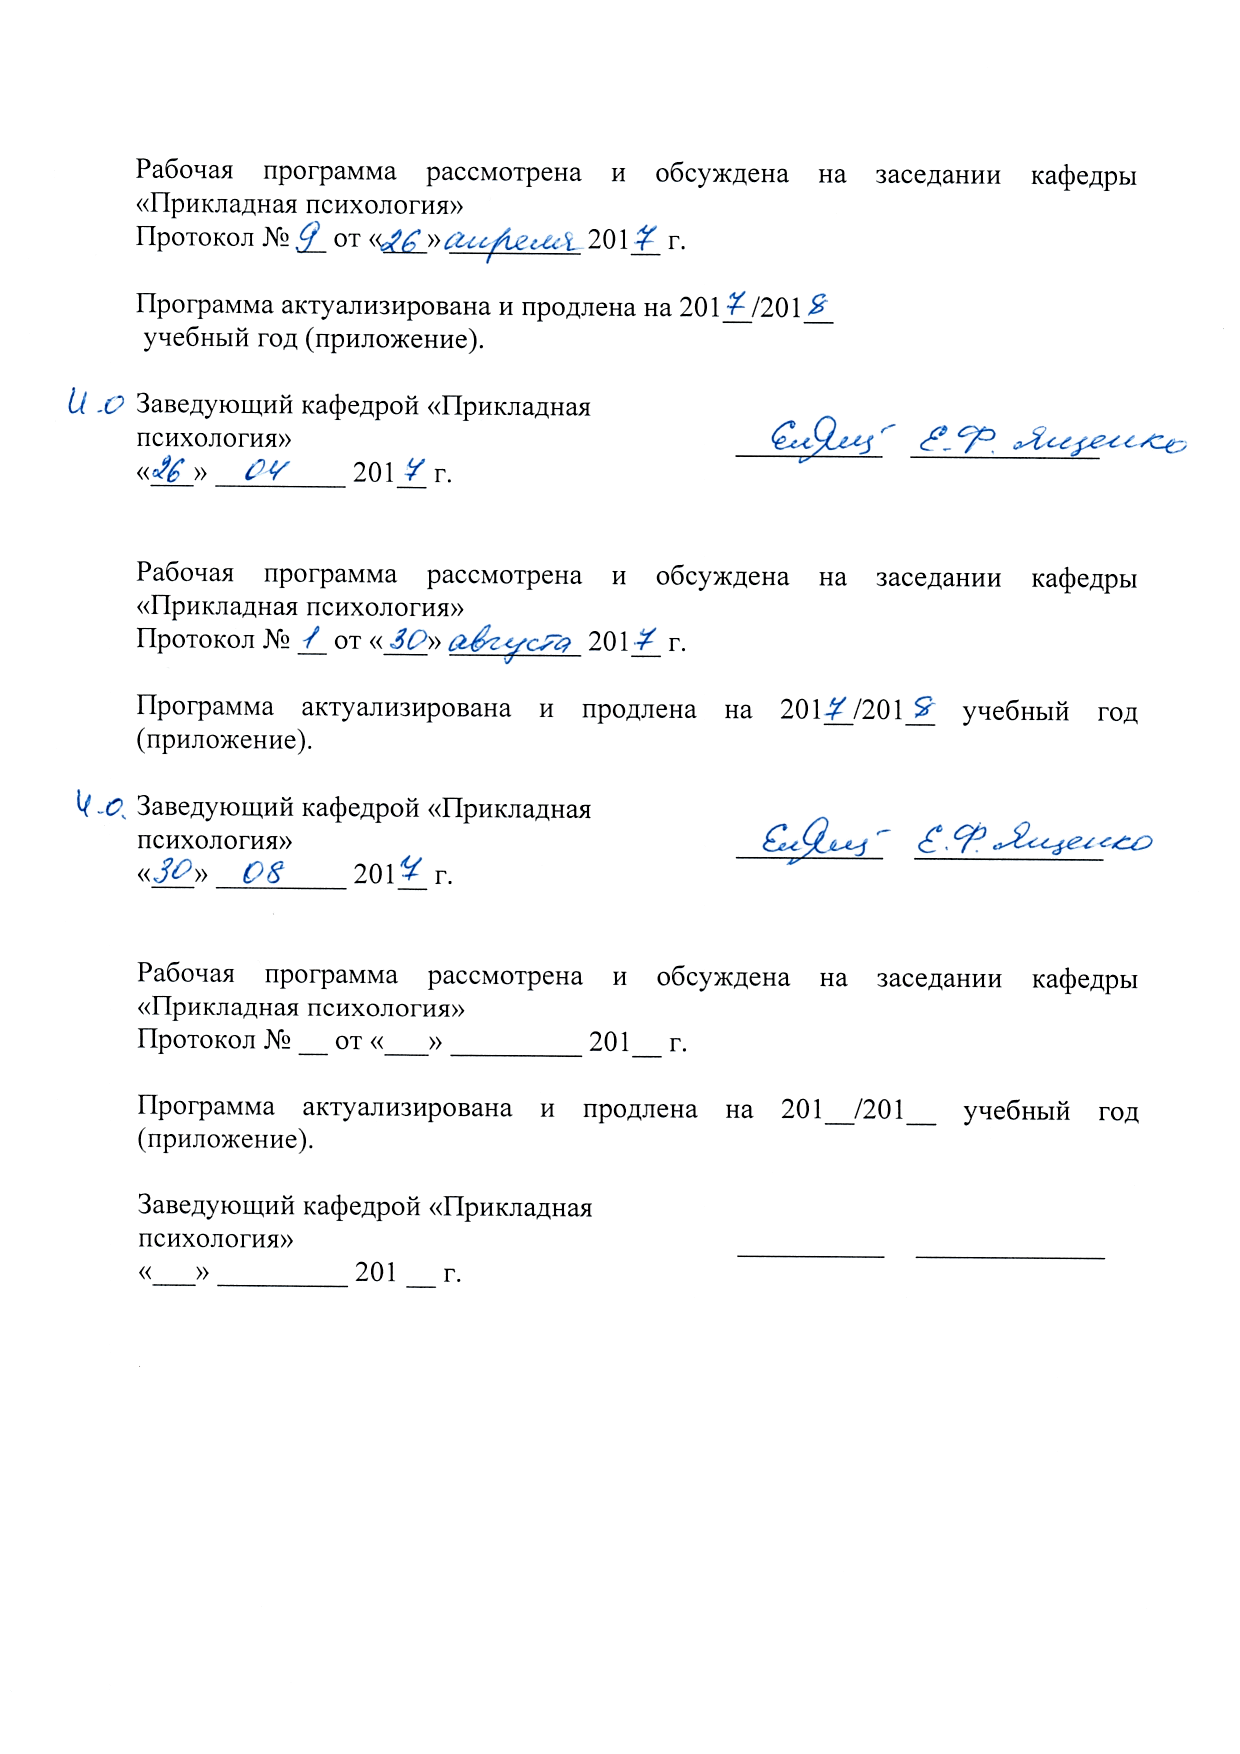 Рабочая программа рассмотрена и обсуждена на заседании кафедры
«Прикладная психология»
Протокол № 9 от «26» апреля 2017 г.
Программа актуализирована и продлена на 2017/2018
учебный год (приложение).
И.о Заведующий кафедрой «Прикладная
психология»
Е.Ф. Ященко
«26» 04 2017 г.
Рабочая программа рассмотрена и обсуждена на заседании кафедры
«Прикладная психология»
Протокол № 1 от «30» августа 2017 г.
Программа актуализирована и продлена на 2017/2018 учебный год
(приложение).
И.о. Заведующий кафедрой «Прикладная
психология»
Е.Ф. Ященко
«30» 08 2017 г.
Рабочая программа рассмотрена и обсуждена на заседании кафедры
«Прикладная психология»
Протокол № __ от «___» _________ 201__ г.
Программа актуализирована и продлена на 201__/201__ учебный год
(приложение).
Заведующий кафедрой «Прикладная
психология» __________ _____________
«___» _________ 201 __ г.